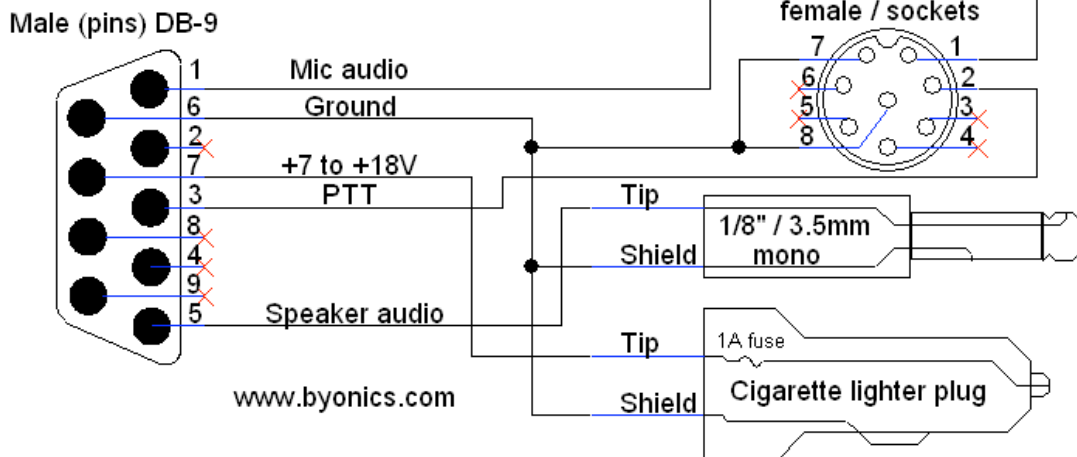 Male (pins) DB-9
female / sockets
1
Mic audio
6
Ground
2
7
+7 to +18V
3
PTT
8
4
9
5
Speaker audio
7
1
6
2
5
3
8
4
Tip
1/8" / 3.5mm
mono
Shield
Tip
1A fuse
Cigarette lighter plug
Shield
www.byonics.com